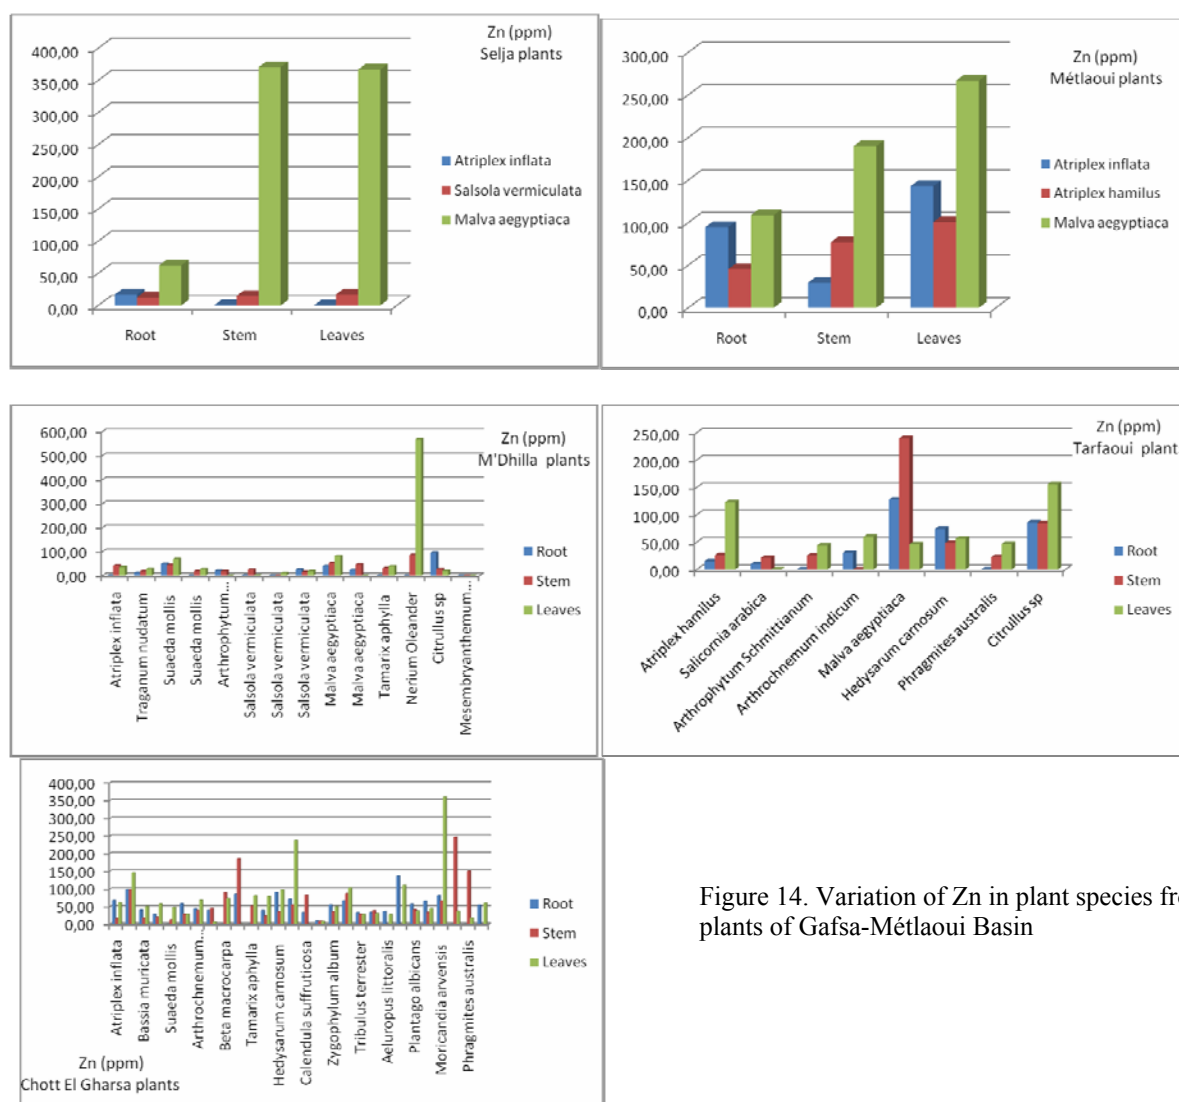 Zn (ppm)
Selja plants
400,00
350,00
300,00
250,00
200,00
150,00
100,00
50,00
0,00
Root Stem Leaves
Atriplex inflata
Salsola vermiculata
Malva aegyptiaca
Zn (ppm)
Métlaoui plants
300,00
250,00
200,00
150,00
100,00
50,00
0,00
Root Stem Leaves
Atriplex inflata
Atriplex hamilus
Malva aegyptiaca
Zn (ppm)
M'Dhilla plants
600,00
500,00
400,00
300,00
200,00
100,00
0,00
Atriplex inflata
Traganum nudatum
Suaeda mollis
Suaeda mollis
Arthrophytum...
Salsola vermiculata
Salsola vermiculata
Salsola vermiculata
Malva aegyptiaca
Malva aegyptiaca
Tamarix aphylla
Nerium Oleander
Citrullus sp
Mesembryanthemum...
Root
Stem
Leaves
Zn (ppm)
Tarfaoui plant
250,00
200,00
150,00
100,00
50,00
0,00
Atriplex hamilus
Salicornia arabica
Arthrophytum Schmittianum
Arthrochnemum indicum
Malva aegyptiaca
Hedysarum carnosum
Phragmites australis
Citrullus sp
Root
Stem
Leaves
400,00
350,00
300,00
250,00
200,00
150,00
100,00
50,00
0,00
Atriplex inflata
Bassia muricata
Suaeda mollis
Arthrochnemum...
Beta macrocarpa
Tamarix aphylla
Hedysarum carnosum
Calendula suffruticosa
Zygophylum album
Tribulus terrester
Aeluropus littoralis
Plantago albicans
Moricandia arvensis
Phragmites australis
Root
Stem
Leaves
Zn (ppm)
Chott El Gharsa plants
Figure 14. Variation of Zn in plant species fr
plants of Gafsa-Métlaoui Basin